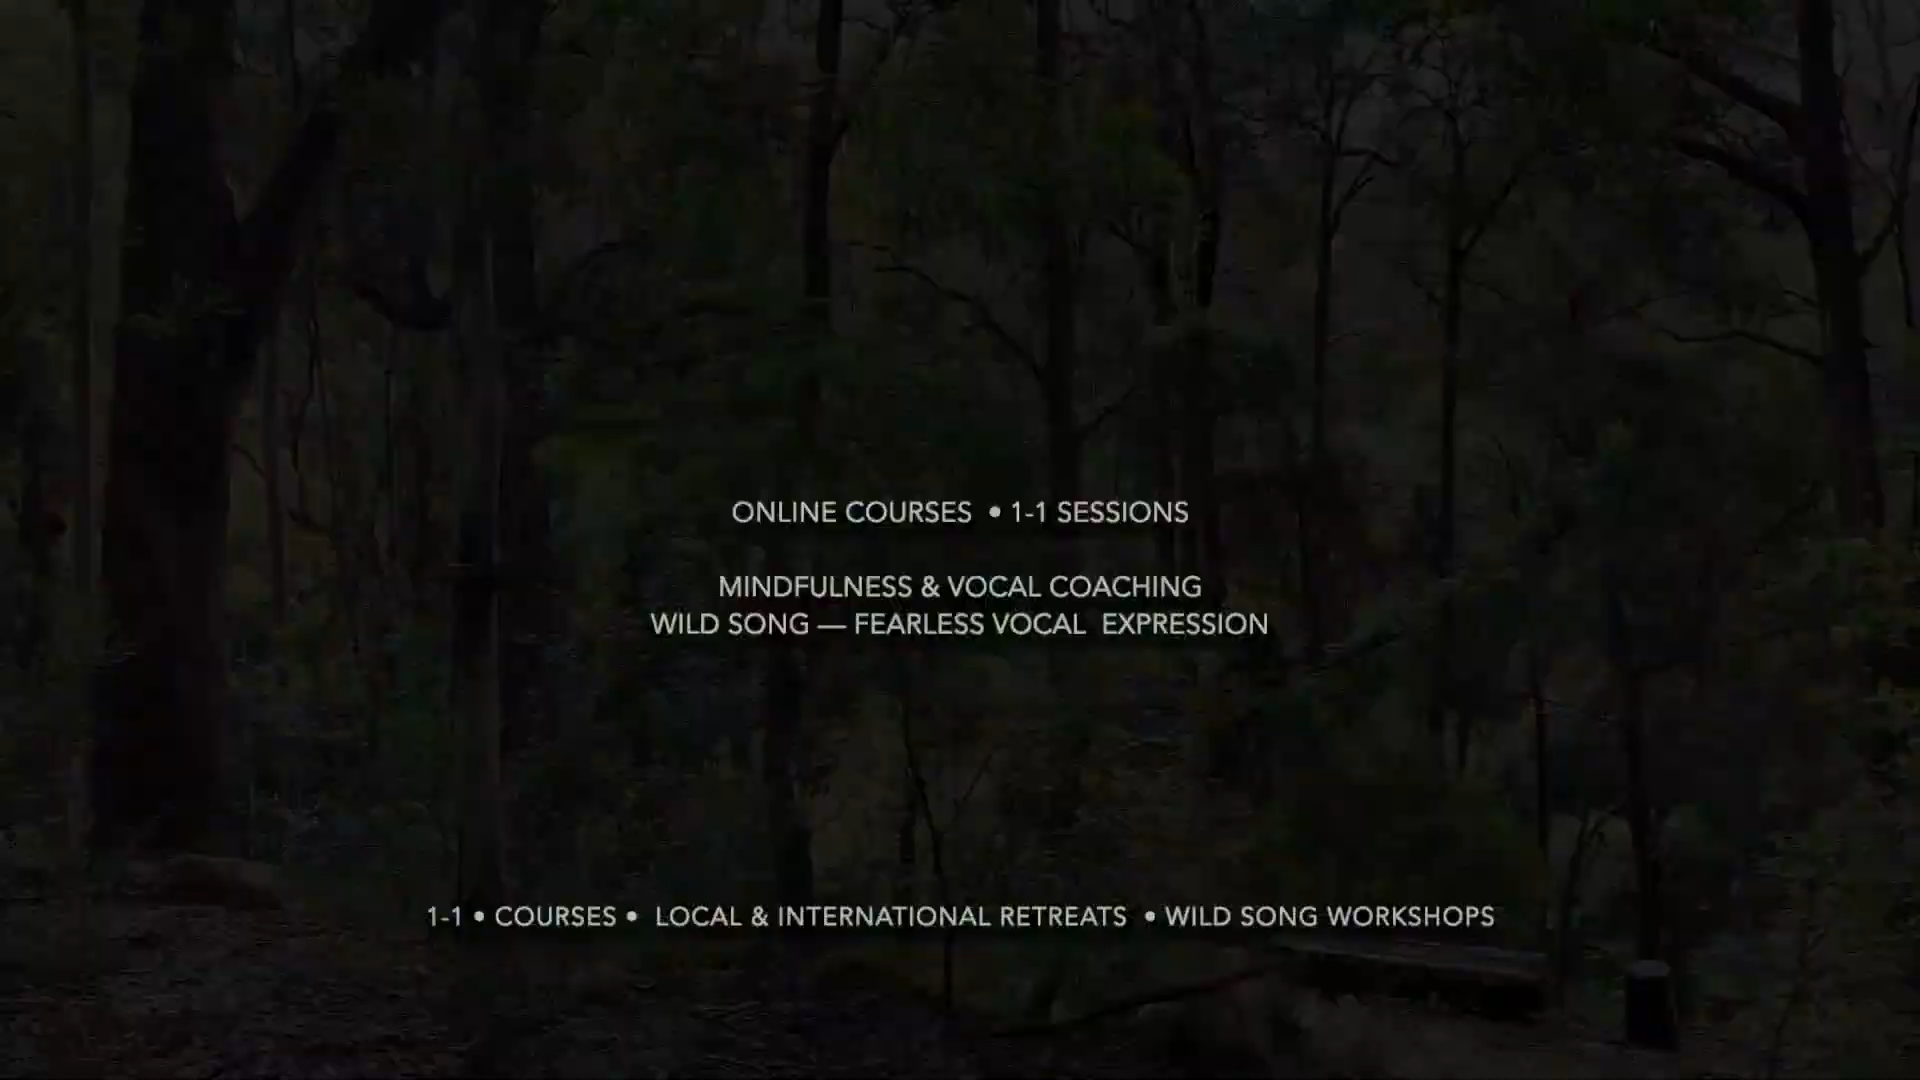 ONLINE COURSES • 1-1 SESSIONS
MINDFULNESS & VOCAL COACHING
WILD SONG — FEARLESS VOCAL EXPRESSION
1-1 • COURSES • LOCAL & INTERNATIONAL RETREATS • WILD SONG WORKSHOPS